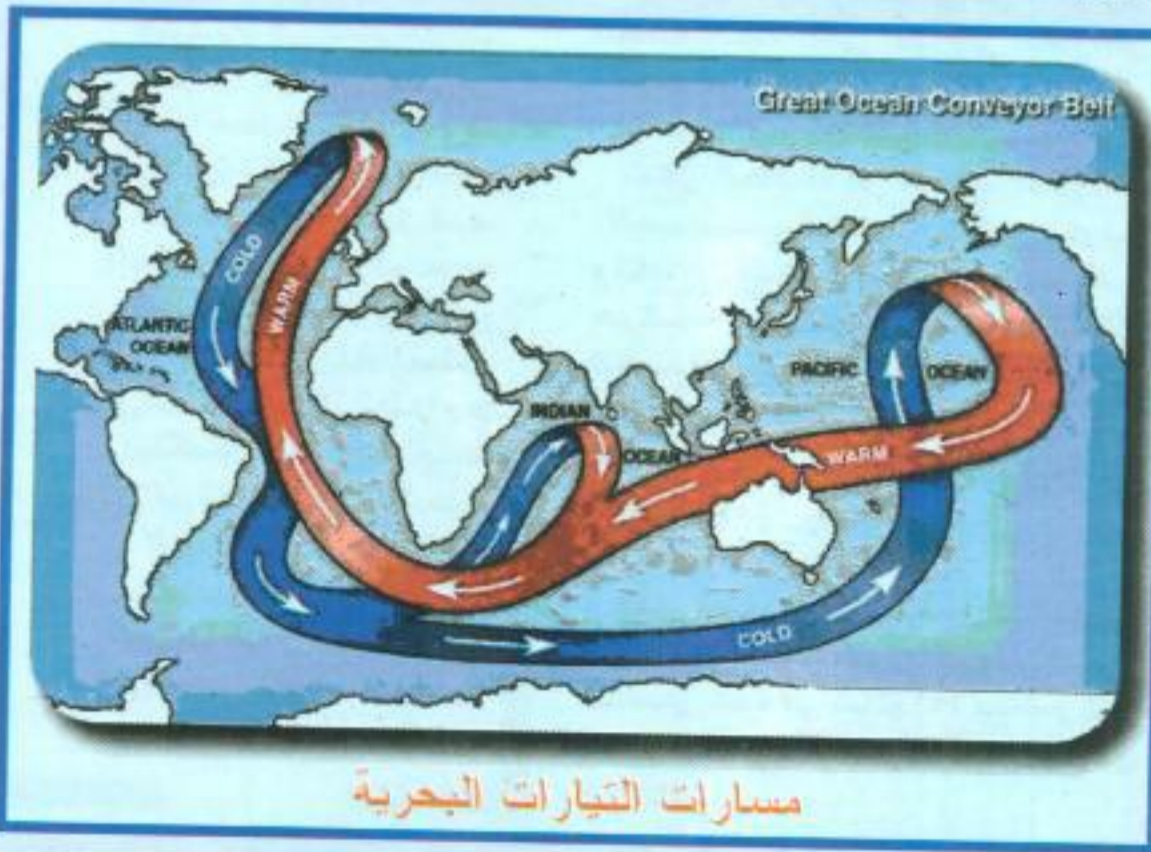 Great Ocean Conveyor Belt
COLD
WARM
ATLANTIC
OCEAN
PACIFIC OCEAN
INDIAN
OCEAN
WARM
COLD
مسارات التيارات البحرية